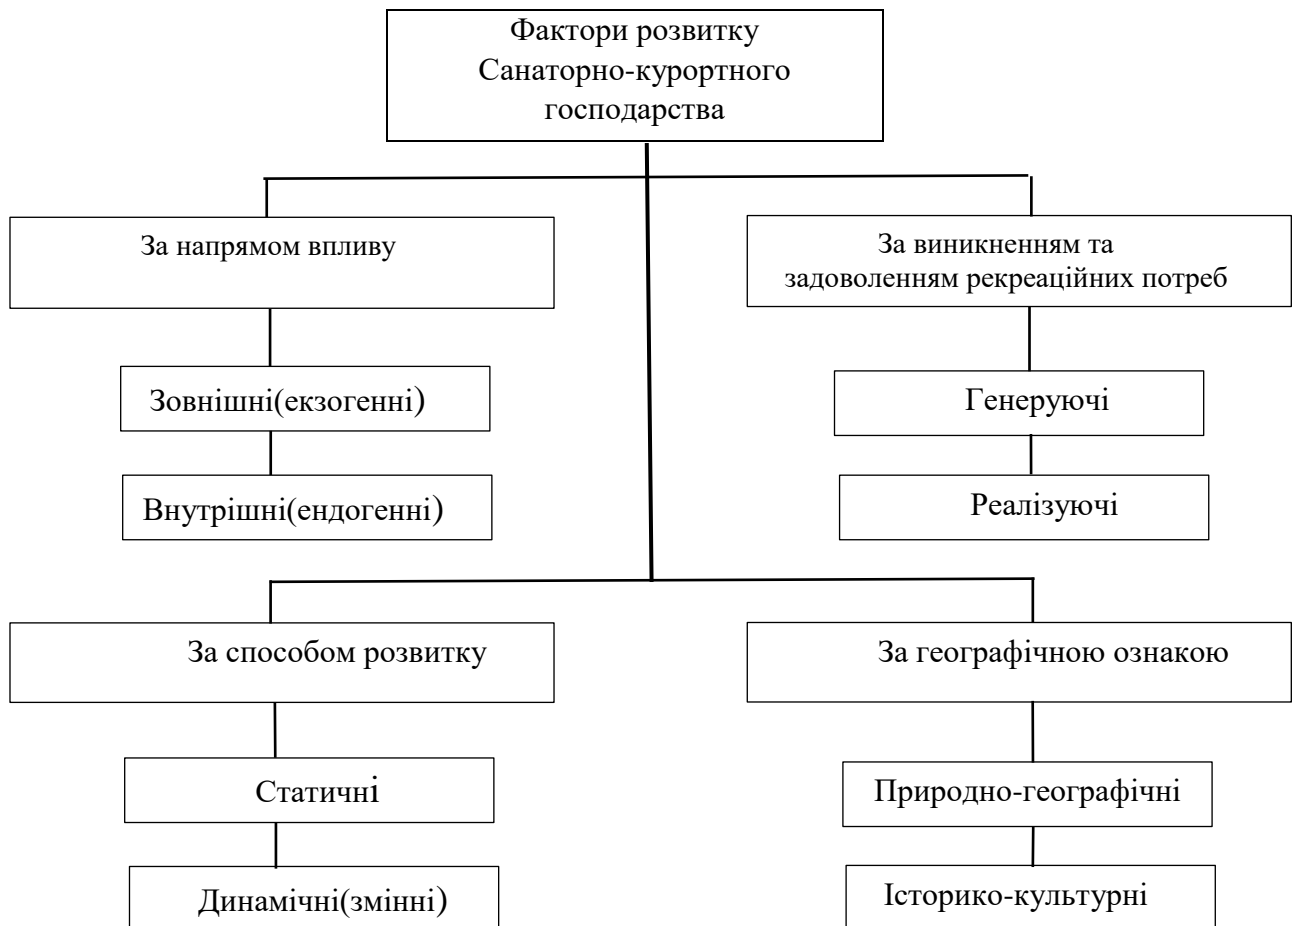 Фактори розвитку
Санаторно-курортного
господарства
За напрямом впливу
За виникненням та
задоволенням рекреаційних потреб
Зовнішні(екзогенні)
Генеруючі
Внутрішні(ендогенні)
Реалізуючі
За способом розвитку
За географічною ознакою
Статичні
Природно-географічні
Динамічні(змінні)
Історико-культурні